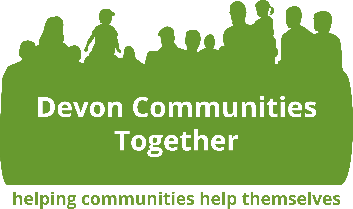 Devon Communities
Together
helping communities help themselves